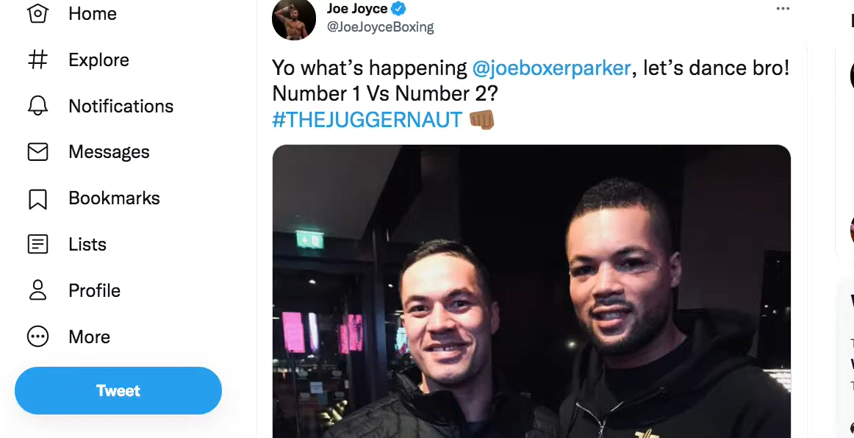 Home
Explore
Notifications
Messages
Bookmarks
Lists
Profile
More
Tweet
Joe Joyce
@JoeJoyceBoxing
Yo what's happening @joeboxerparker, let's dance bro!
Number 1 Vs Number 2?
#THEJUGGERNAUT 👊🏾